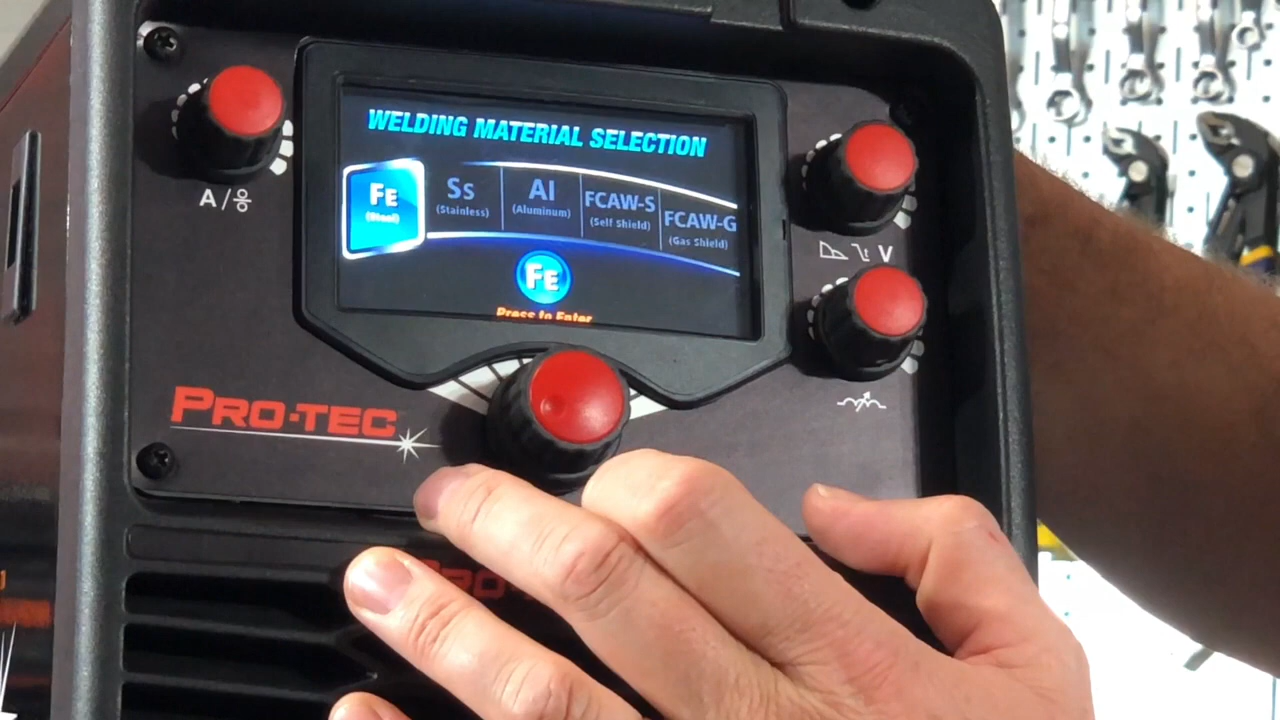 WELDING MATERIAL SELECTION
FE
(Steel)
Ss
(Stainless)
Al
(Aluminum)
FCAW-S
(Self Shield)
FCAW-G
(Gas Shield)
FE
Press to Enter
A/
V
PRO-TEC